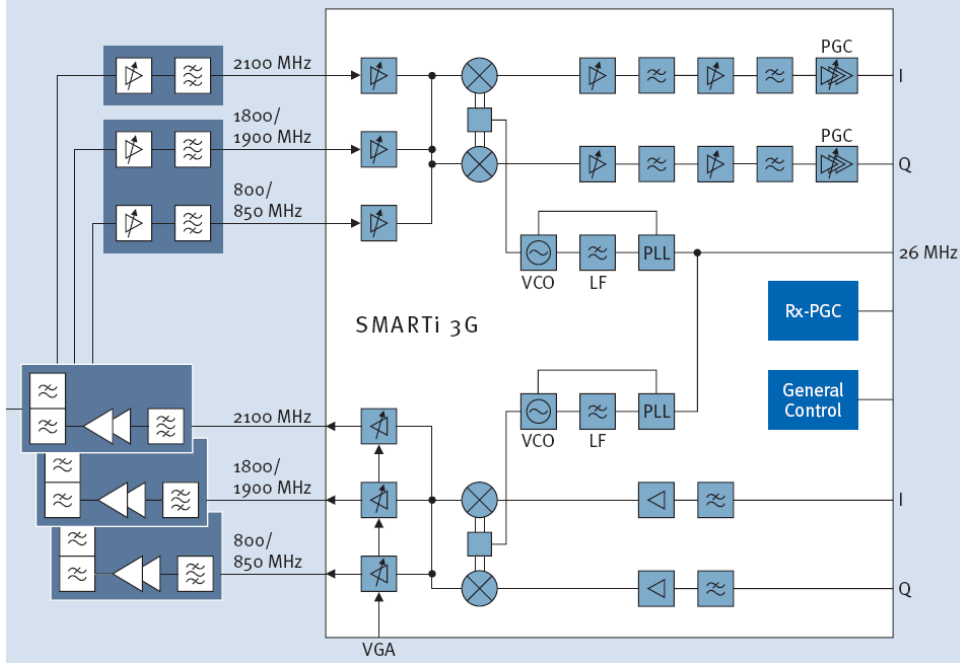 PGC
2100 MHz
I
1800/
1900 MHz
PGC
Q
800/
850 MHz
PLL
26 MHz
VCO
LF
Rx-PGC
SMARTi 3G
General
Control
2100 MHz
PLL
VCO
LF
1800/
1900 MHz
I
800/
850 MHz
Q
VGA